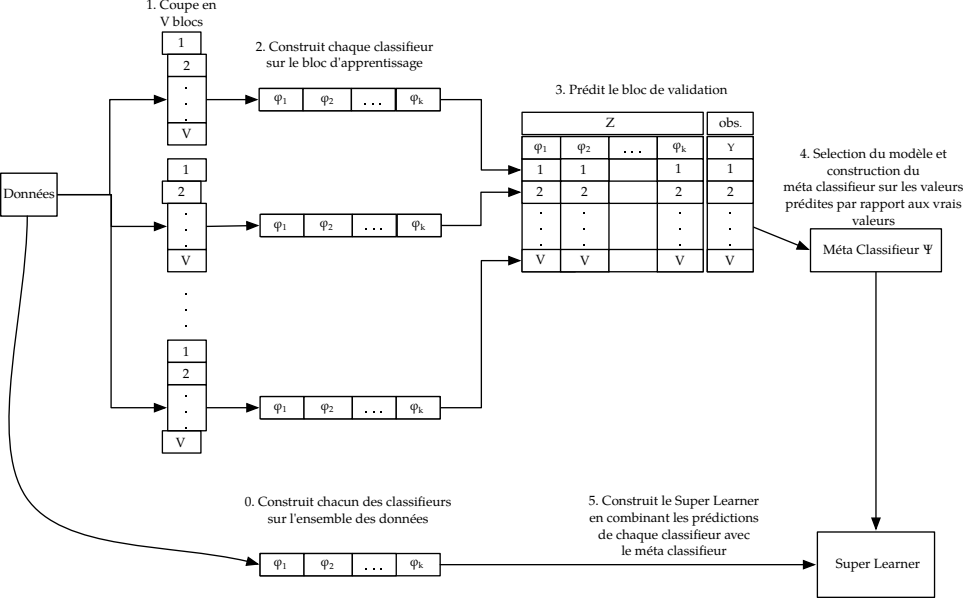 1. Coupe en
V blocs
1
2
.
.
.
V
2. Construit chaque classifieur
sur le bloc d'apprentissage
φ1 φ2 ... φk
3. Prédit le bloc de validation
Z obs.
φ1 φ2 ... φk Y
1 1 1 1
2 2 2 2
. . . .
. . . .
. . . .
V V V V
4. Selection du modèle et
construction du
méta classifieur sur les valeurs
prédites par rapport aux vrais
valeurs
Méta Classifieur Ψ
Données
1
2
.
.
.
V
φ1 φ2 ... φk
.
.
.
1
2
.
.
.
V
φ1 φ2 ... φk
0. Construit chacun des classifieurs
sur l'ensemble des données
φ1 φ2 ... φk
5. Construit le Super Learner
en combinant les prédictions
de chaque classifieur avec
le méta classifieur
Super Learner